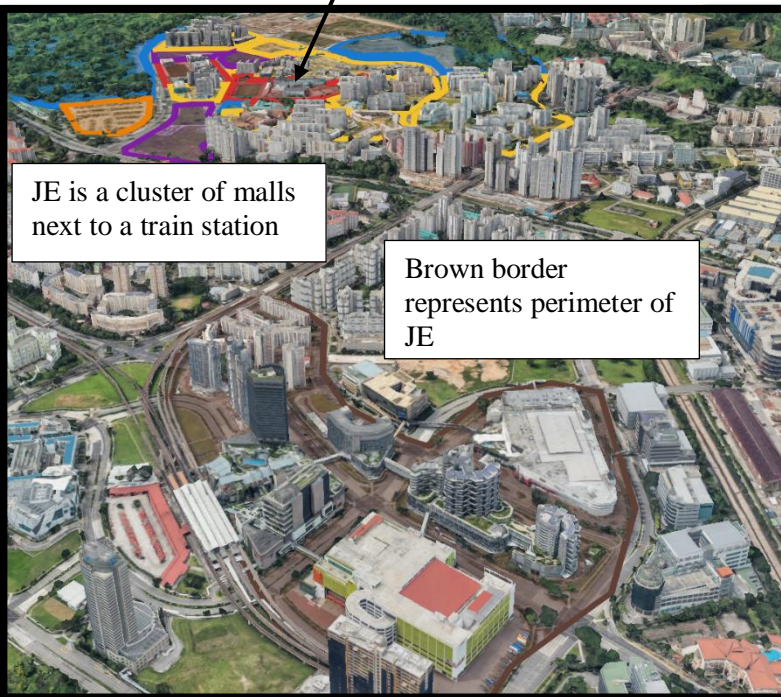 JE is a cluster of malls
next to a train station
Brown border
represents perimeter of
JE